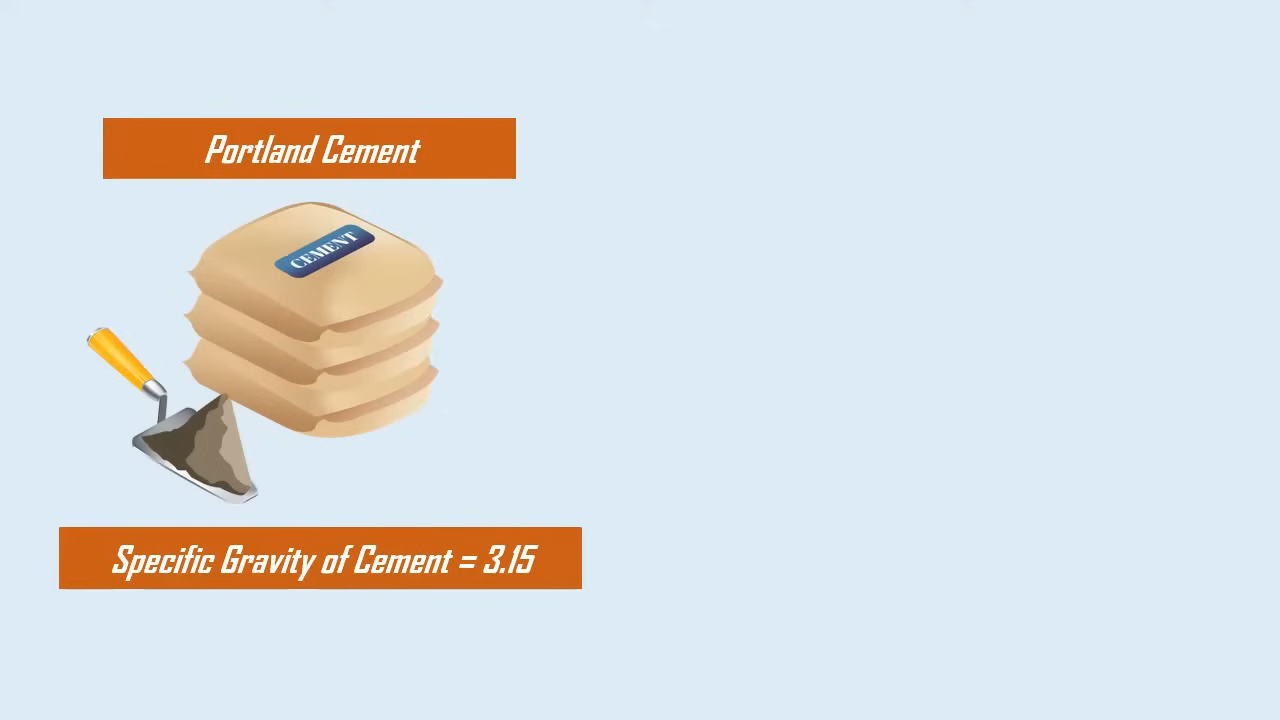 Portland Cement
CEMENT
Specific Gravity of Cement = 3.15